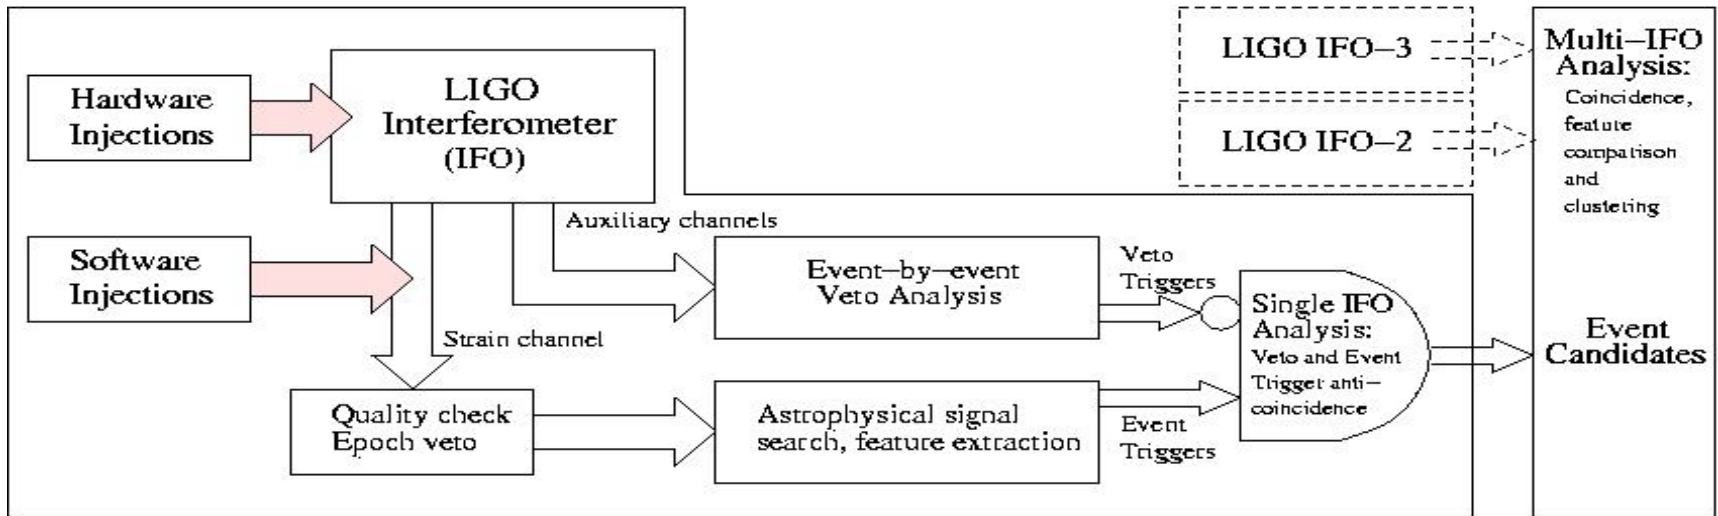 Hardware
Injections
LIGO
Interferometer
(IFO)
LIGO IFO–3
LIGO IFO–2
Multi–IFO
Analysis:
Coincidence,
feature
comparison
and
clustering
Software
Injections
Auxiliary channels
Strain channel
Event–by–event
Veto Analysis
Veto
Triggers
Single IFO
Analysis:
Veto and Event
Trigger anti–
coincidence
Event
Candidates
Quality check
Epoch veto
Astrophysical signal
search, feature extraction
Event
Triggers